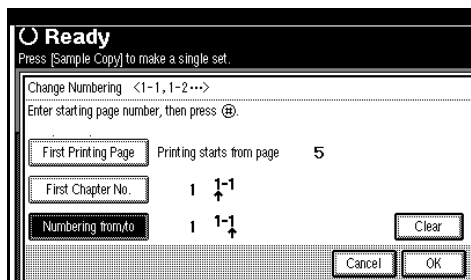 Ready
Press [Sample Copy] to make a single set.
Change Numbering <1-1,1-2···>
Enter starting page number, then press #.
First Printing Page Printing starts from page 5
First Chapter No. 1 1-1
Numbering from/to 1 1-1 Clear
Cancel OK